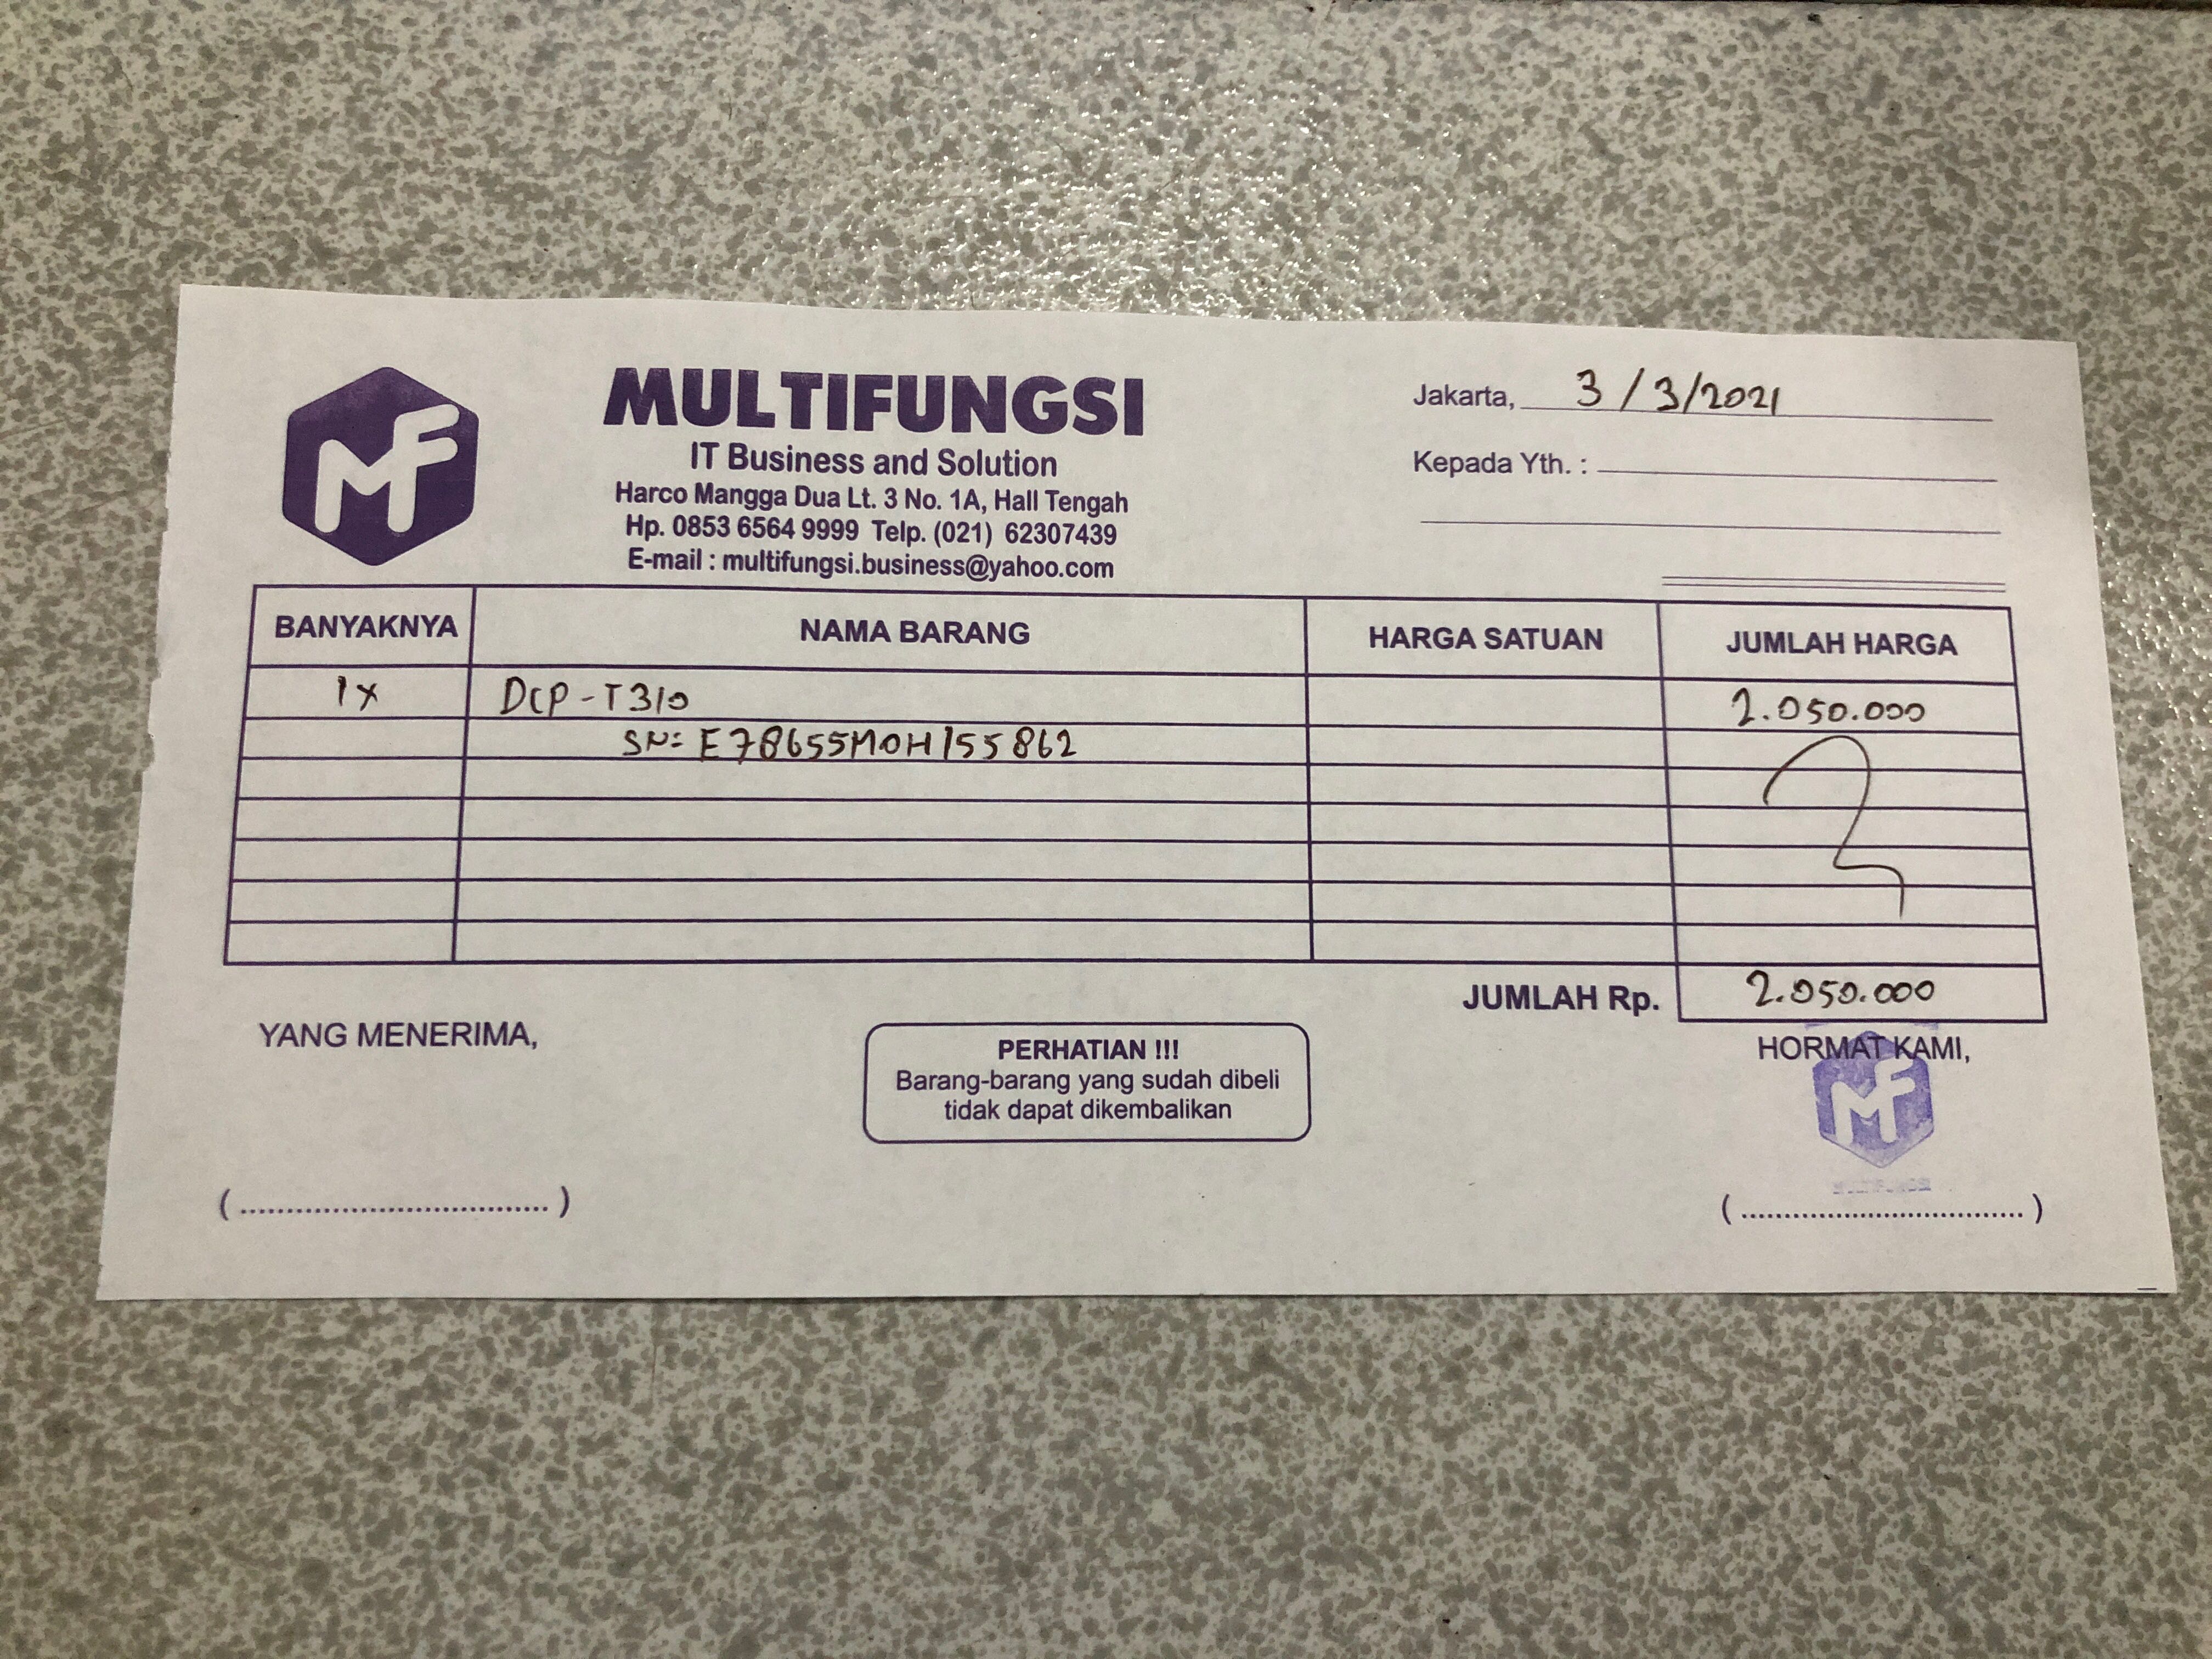 MF
MULTIFUNGSI
IT Business and Solution
Harco Mangga Dua Lt. 3 No. 1A, Hall Tengah
Hp. 0853 6564 9999 Telp. (021) 62307439
E-mail : multifungsi.business@yahoo.com
Jakarta, 3/3/2021
Kepada Yth. :
BANYAKNYA NAMA BARANG HARGA SATUAN JUMLAH HARGA
1x DCP-T310 2.050.000
SN: E78655M0H155862
JUMLAH Rp. 2.050.000
YANG MENERIMA,
PERHATIAN !!!
Barang-barang yang sudah dibeli
tidak dapat dikembalikan
HORMAT KAMI,
MF
(..................................)
(..................................)